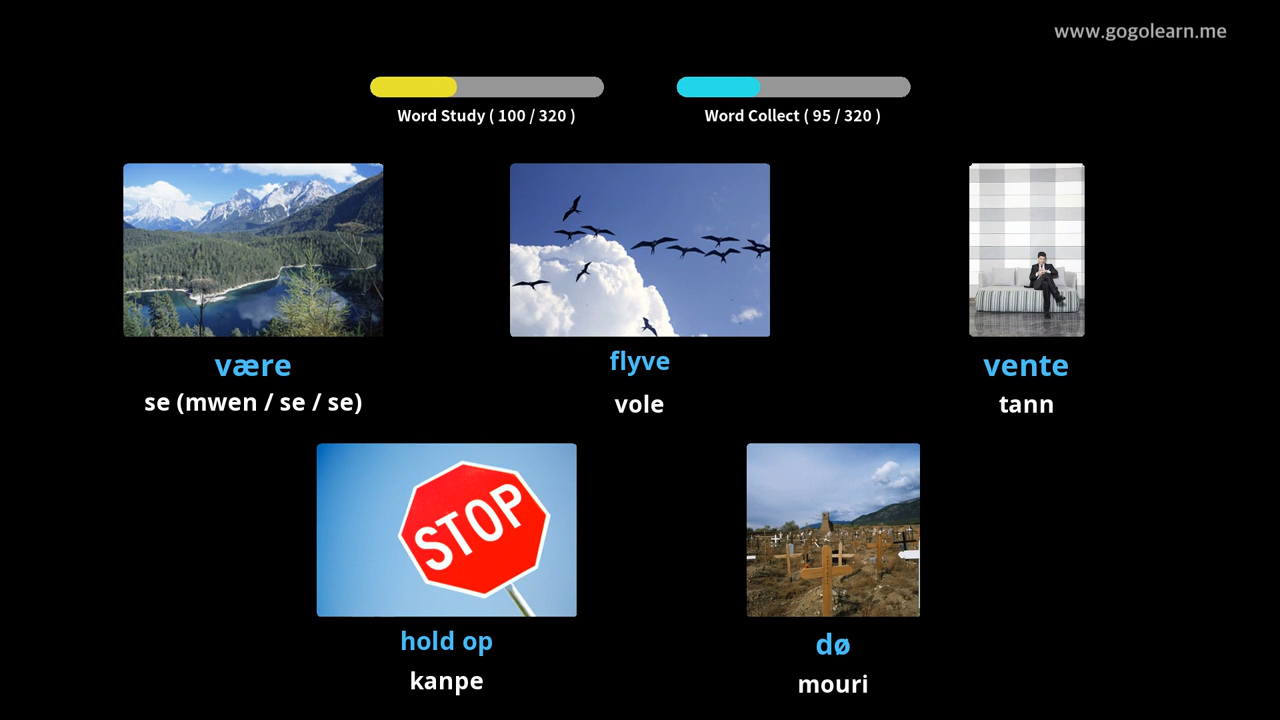 www.gogolearn.me
Word Study ( 100 / 320 )
Word Collect ( 95 / 320 )
være
se (mwen / se / se)
flyve
vole
vente
tann
STOP
hold op
kanpe
dø
mouri